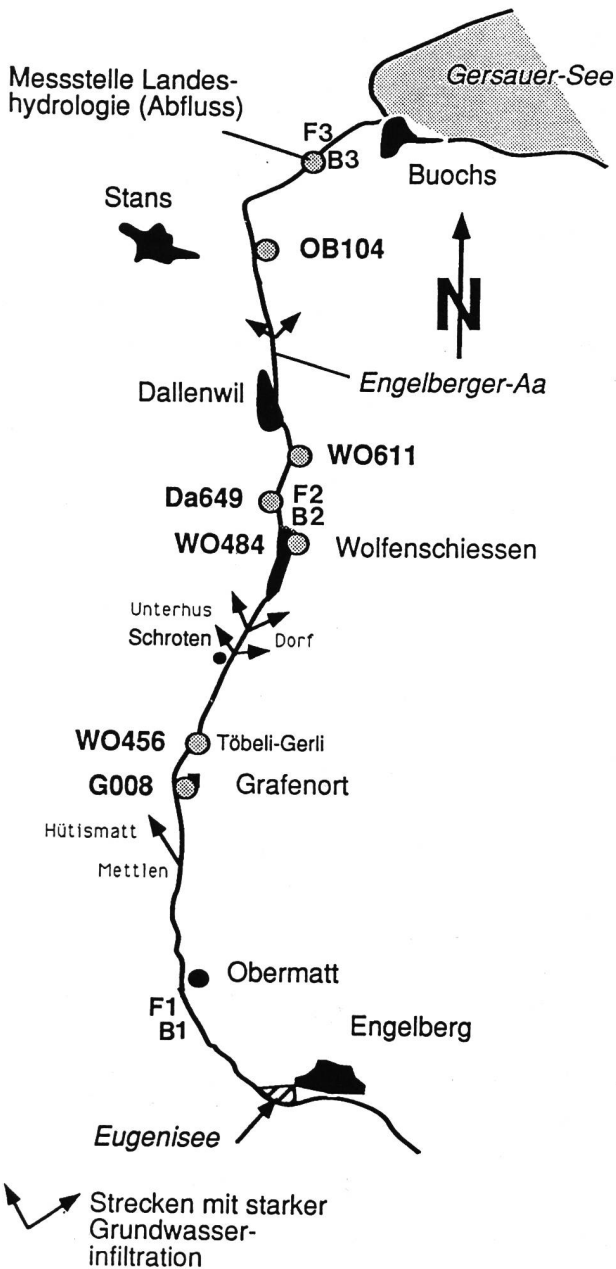 Gersauer-See
Messstelle Landes-
hydrologie (Abfluss)
F3
B3
Buochs
Stans
OB104
N
Dallenwil
Engelberger-Aa
WO611
Da649
F2
B2
WO484
Wolfenschiessen
Unterhus
Schroten
Dorf
WO456
Töbeli-Gerli
G008
Grafenort
Hütismatt
Mettlen
Obermatt
F1
B1
Engelberg
Eugenisee
Strecken mit starker
Grundwasser-
infiltration